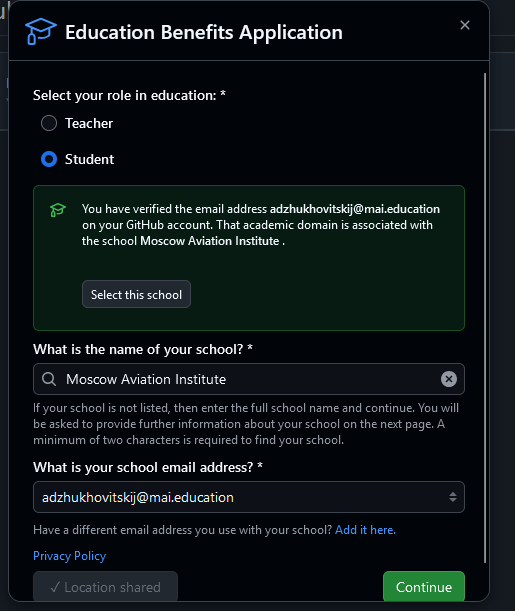 Education Benefits Application
Select your role in education: *
Teacher
Student
You have verified the email address adzhukhovitskij@mai.education
on your GitHub account. That academic domain is associated with
the school Moscow Aviation Institute .
Select this school
What is the name of your school? *
Moscow Aviation Institute
If your school is not listed, then enter the full school name and continue. You will
be asked to provide further information about your school on the next page. A
minimum of two characters is required to find your school.
What is your school email address? *
adzhukhovitskij@mai.education
Have a different email address you use with your school? Add it here.
Privacy Policy
✓ Location shared
Continue